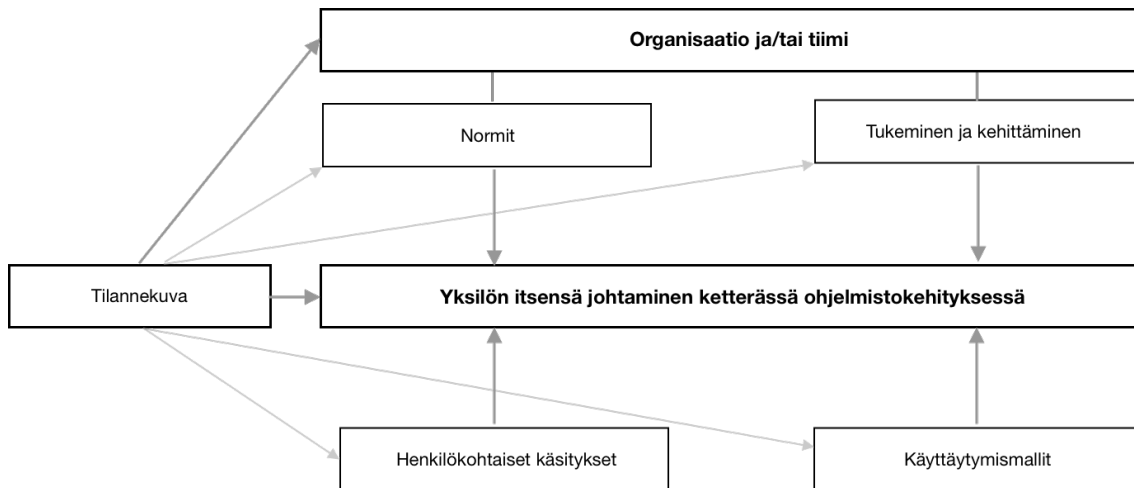 Organisaatio ja/tai tiimi
Normit
Tukeminen ja kehittäminen
Tilannekuva
Yksilön itsensä johtaminen ketterässä ohjelmistokehityksessä
Henkilökohtaiset käsitykset
Käyttäytymismallit